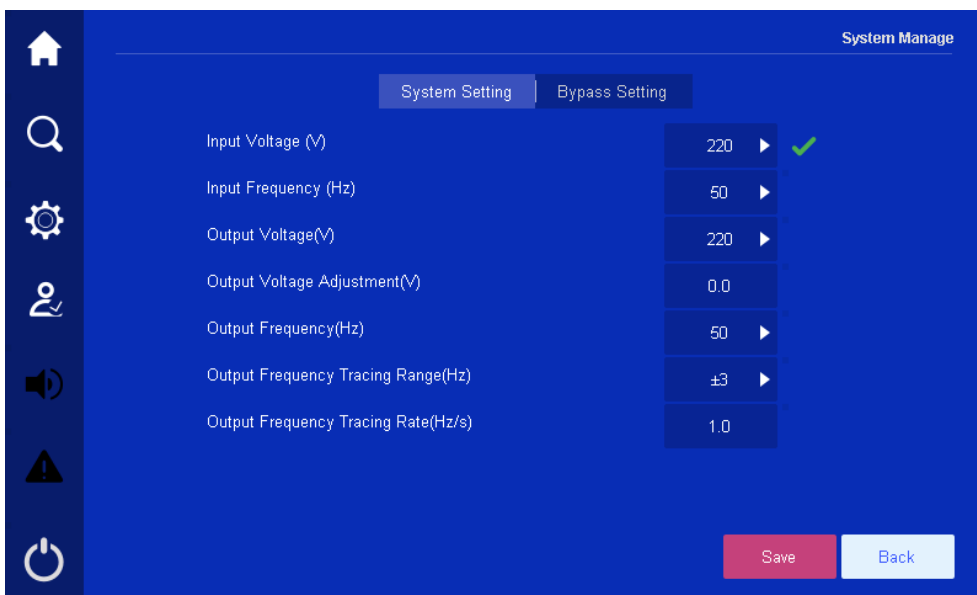 System Manage
System Setting Bypass Setting
Input Voltage (V) 220
Input Frequency (Hz) 50
Output Voltage(V) 220
Output Voltage Adjustment(V) 0.0
Output Frequency(Hz) 50
Output Frequency Tracing Range(Hz) ±3
Output Frequency Tracing Rate(Hz/s) 1.0
Save Back